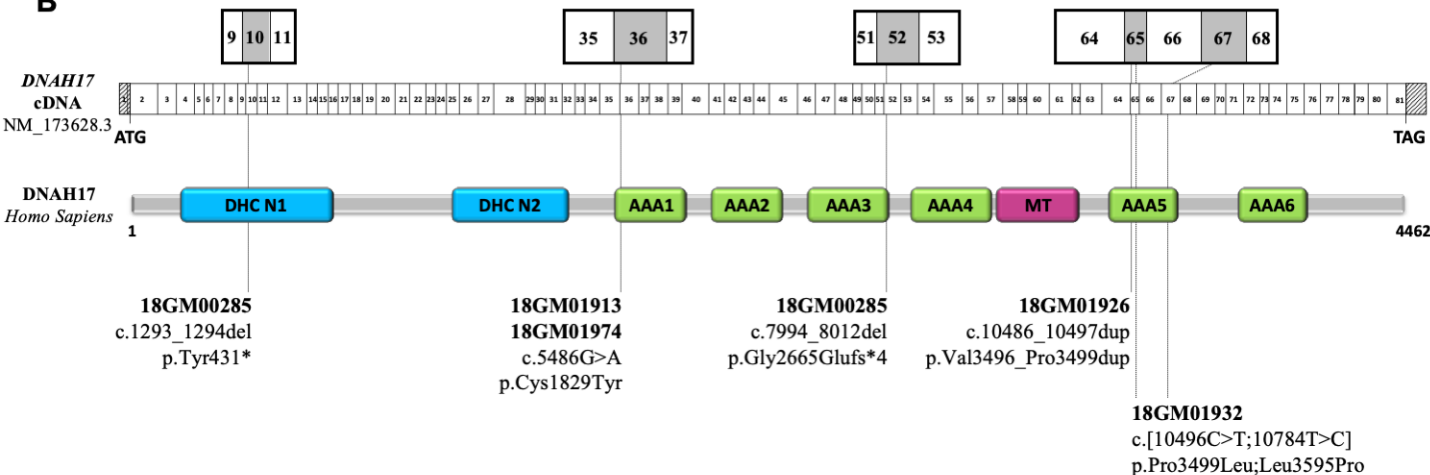 B
9 10 11 35 36 37 51 52 53 64 65 66 67 68
DNAH17
cDNA
NM_173628.3
1 2 3 4 5 6 7 8 9 10 11 12 13 14 15 16 17 18 19 20 21 22 23 24 25 26 27 28 29 30 31 32 33 34 35 36 37 38 39 40 41 42 43 44 45 46 47 48 49 50 51 52 53 54 55 56 57 58 59 60 61 62 63 64 65 66 67 68 69 70 71 72 73 74 75 76 77 78 79 80 81
ATG TAG
DNAH17
Homo Sapiens
DHC N1 DHC N2 AAA1 AAA2 AAA3 AAA4 MT AAA5 AAA6
1 4462
18GM00285
c.1293_1294del
p.Tyr431*
18GM01913
18GM01974
c.5486G>A
p.Cys1829Tyr
18GM00285
c.7994_8012del
p.Gly2665Glufs*4
18GM01926
c.10486_10497dup
p.Val3496_Pro3499dup
18GM01932
c.[10496C>T;10784T>C]
p.Pro3499Leu;Leu3595Pro